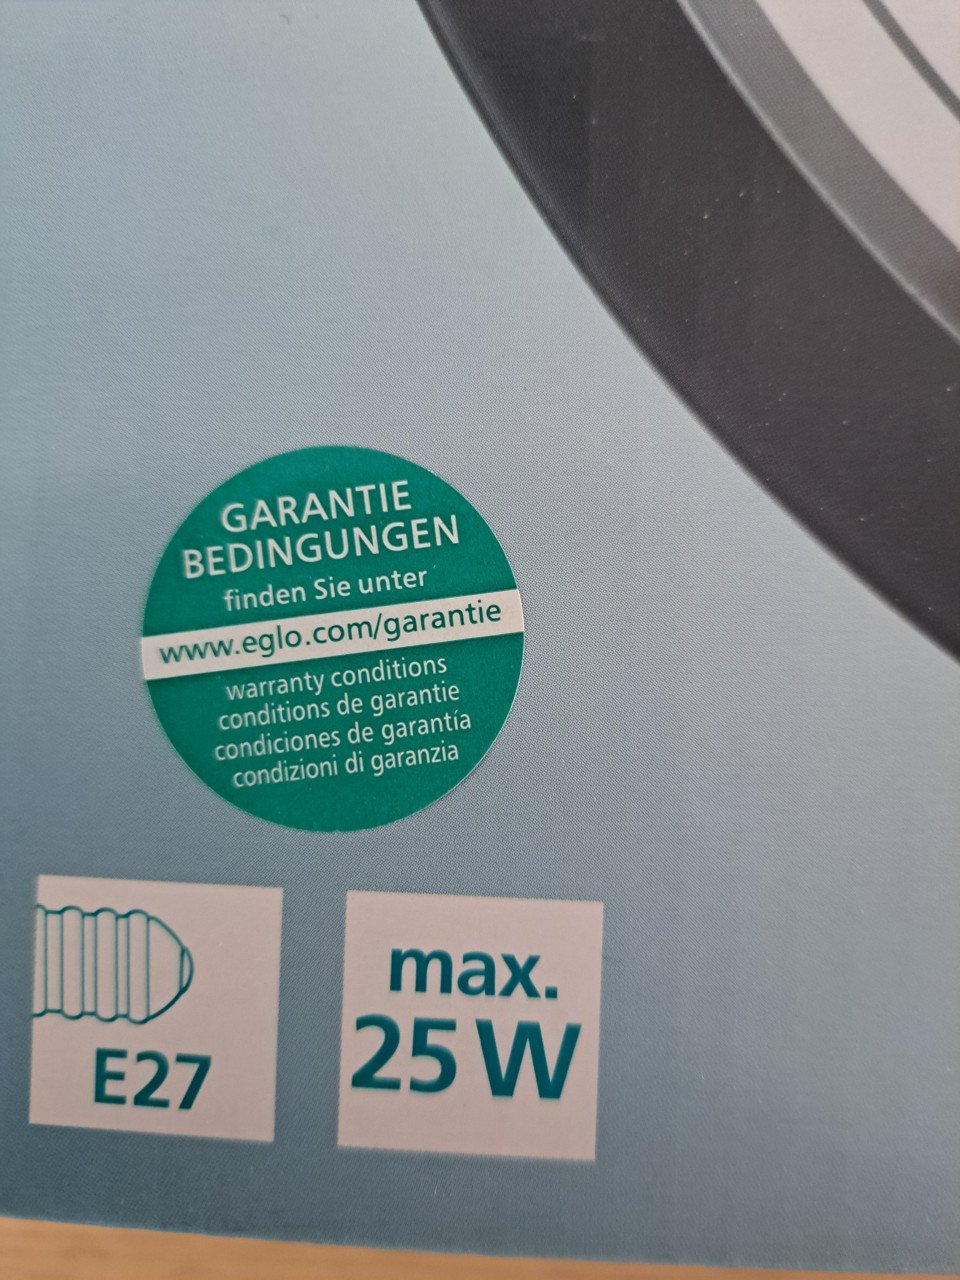 GARANTIE
BEDINGUNGEN
finden Sie unter
www.eglo.com/garantie
warranty conditions
conditions de garantie
condiciones de garantía
condizioni di garanzia
E27
max.
25 W